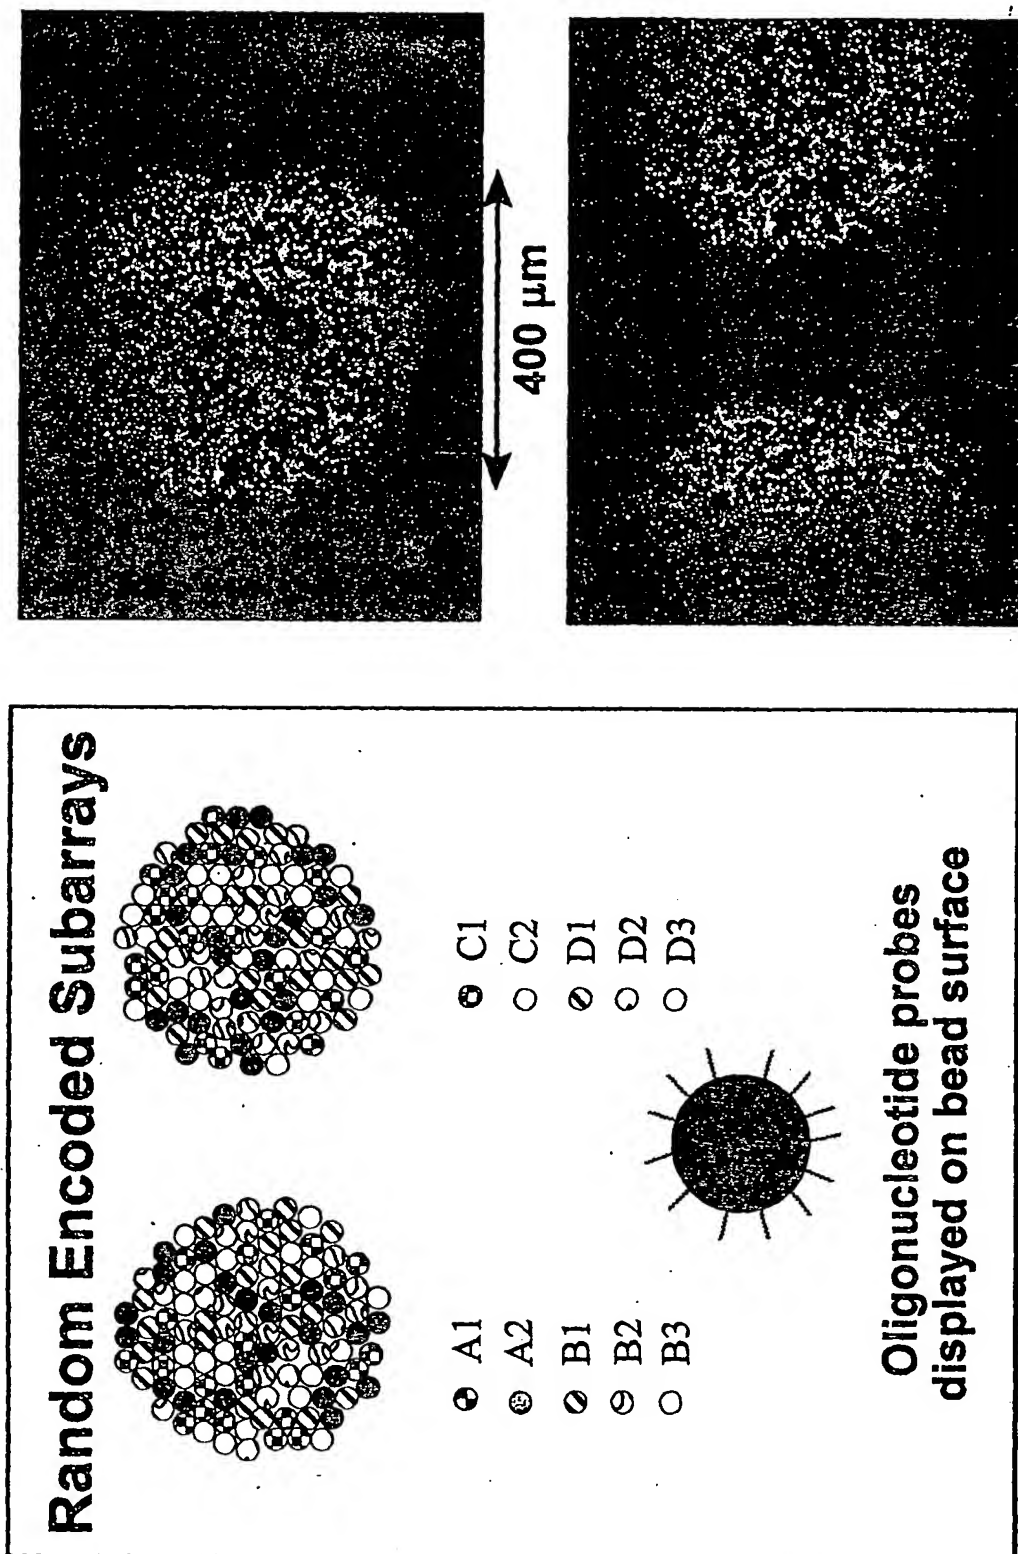 Random Encoded Subarrays
A1
A2
B1
B2
B3
C1
C2
D1
D2
D3
Oligonucleotide probes
displayed on bead surface
400 µm